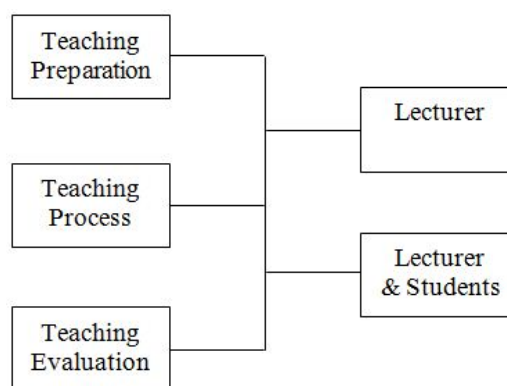 Teaching
Preparation
Lecturer
Teaching
Process
Lecturer
& Students
Teaching
Evaluation